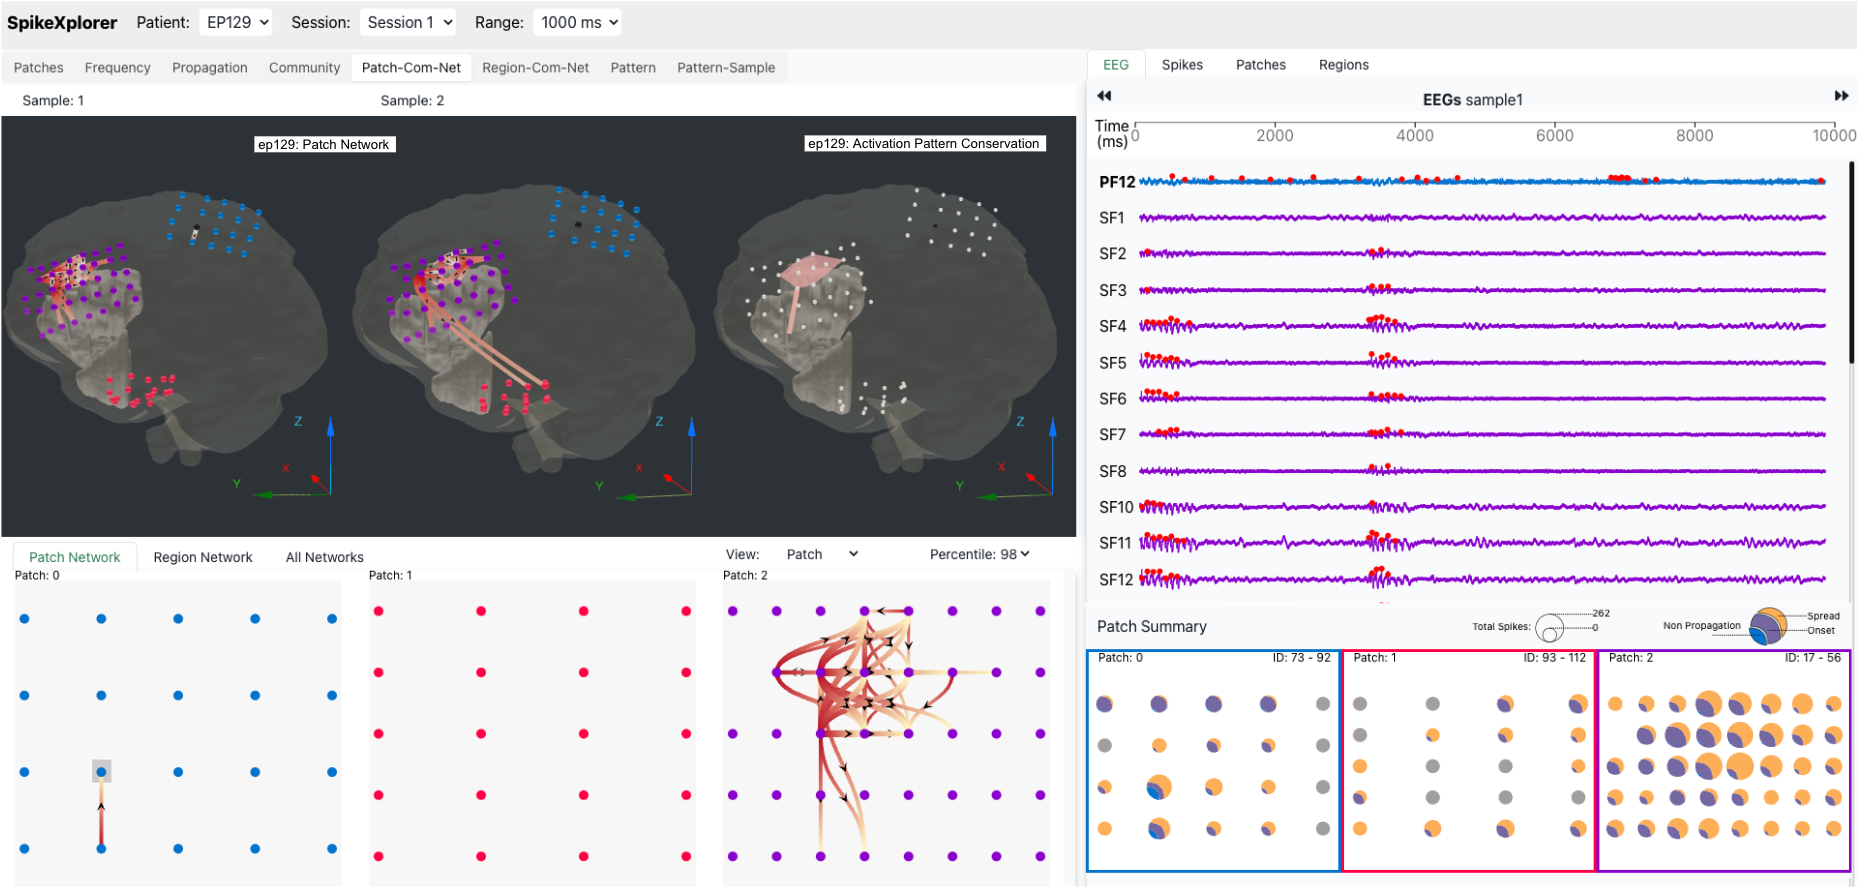 SpikeXplorer Patient: EP129 Session: Session 1 Range: 1000 ms
Patches Frequency Propagation Community Patch-Com-Net Region-Com-Net Pattern Pattern-Sample
Sample: 1 Sample: 2
ep129: Patch Network
ep129: Activation Pattern Conservation
Z X Y
Z X Y
Z X Y
Patch Network Region Network All Networks
View: Patch Percentile: 98
Patch: 0 Patch: 1 Patch: 2
EEG Spikes Patches Regions
EEGs sample1
Time (ms) 0 2000 4000 6000 8000 10000
PF12
SF1
SF2
SF3
SF4
SF5
SF6
SF7
SF8
SF10
SF11
SF12
Patch Summary
Total Spikes: 262 0
Non Propagation Spread Onset
Patch: 0 ID: 73 - 92
Patch: 1 ID: 93 - 112
Patch: 2 ID: 17 - 56